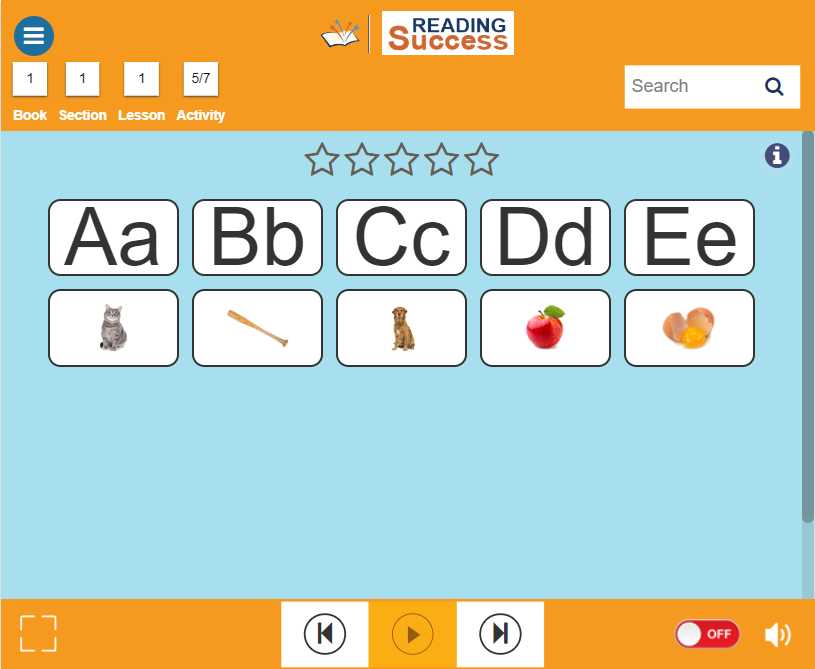 READING
Success
1 1 1 5/7
Book Section Lesson Activity
Search
Aa Bb Cc Dd Ee
OFF